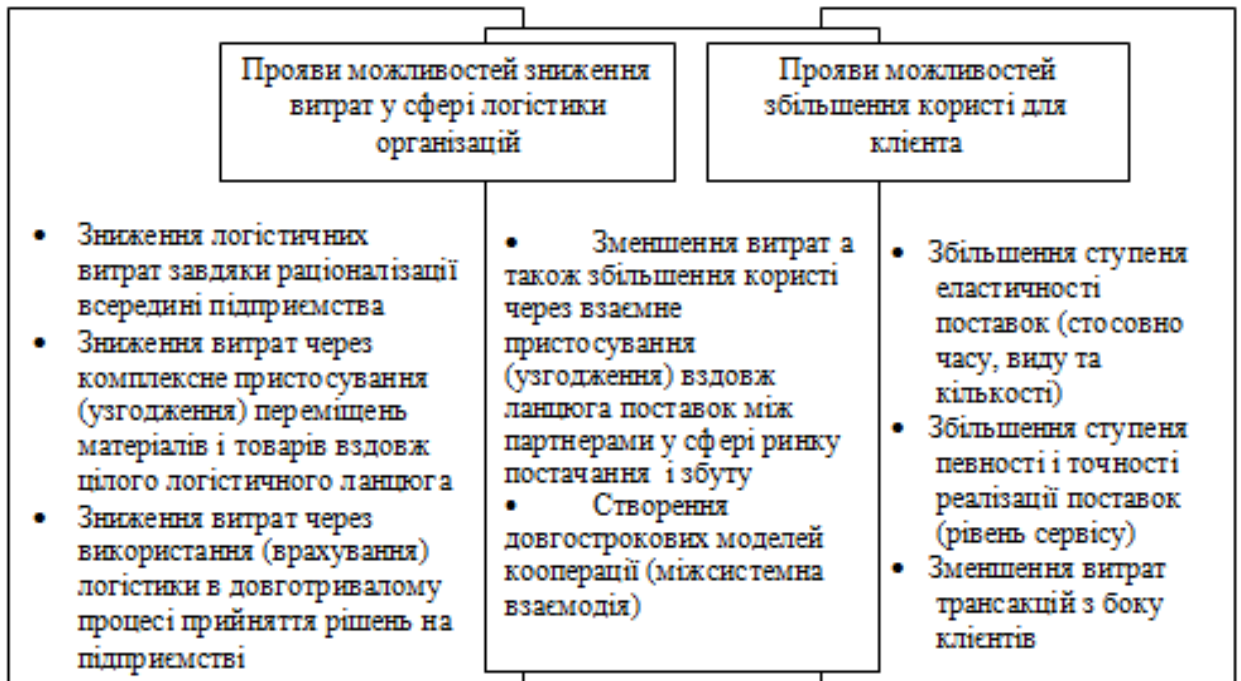 Прояви можливостей зниження
витрат у сфері логістики
організацій
Прояви можливостей
збільшення користі для
клієнта
• Зниження логістичних
витрат завдяки раціоналізації
всередині підприємства
• Зниження витрат через
комплексне пристосування
(узгодження) переміщень
матеріалів і товарів вздовж
цілого логістичного ланцюга
• Зниження витрат через
використання (врахування)
логістики в довготривалому
процесі прийняття рішень на
підприємстві
• Зменшення витрат а
також збільшення користі
через взаємне
пристосування
(узгодження) вздовж
ланцюга поставок між
партнерами у сфері ринку
постачання і збуту
• Створення
довгострокових моделей
кооперації (міжсистемна
взаємодія)
• Збільшення ступеня
еластичності
поставок (стосовно
часу, виду та
кількості)
• Збільшення ступеня
певності і точності
реалізації поставок
(рівень сервісу)
• Зменшення витрат
трансакцій з боку
клієнтів